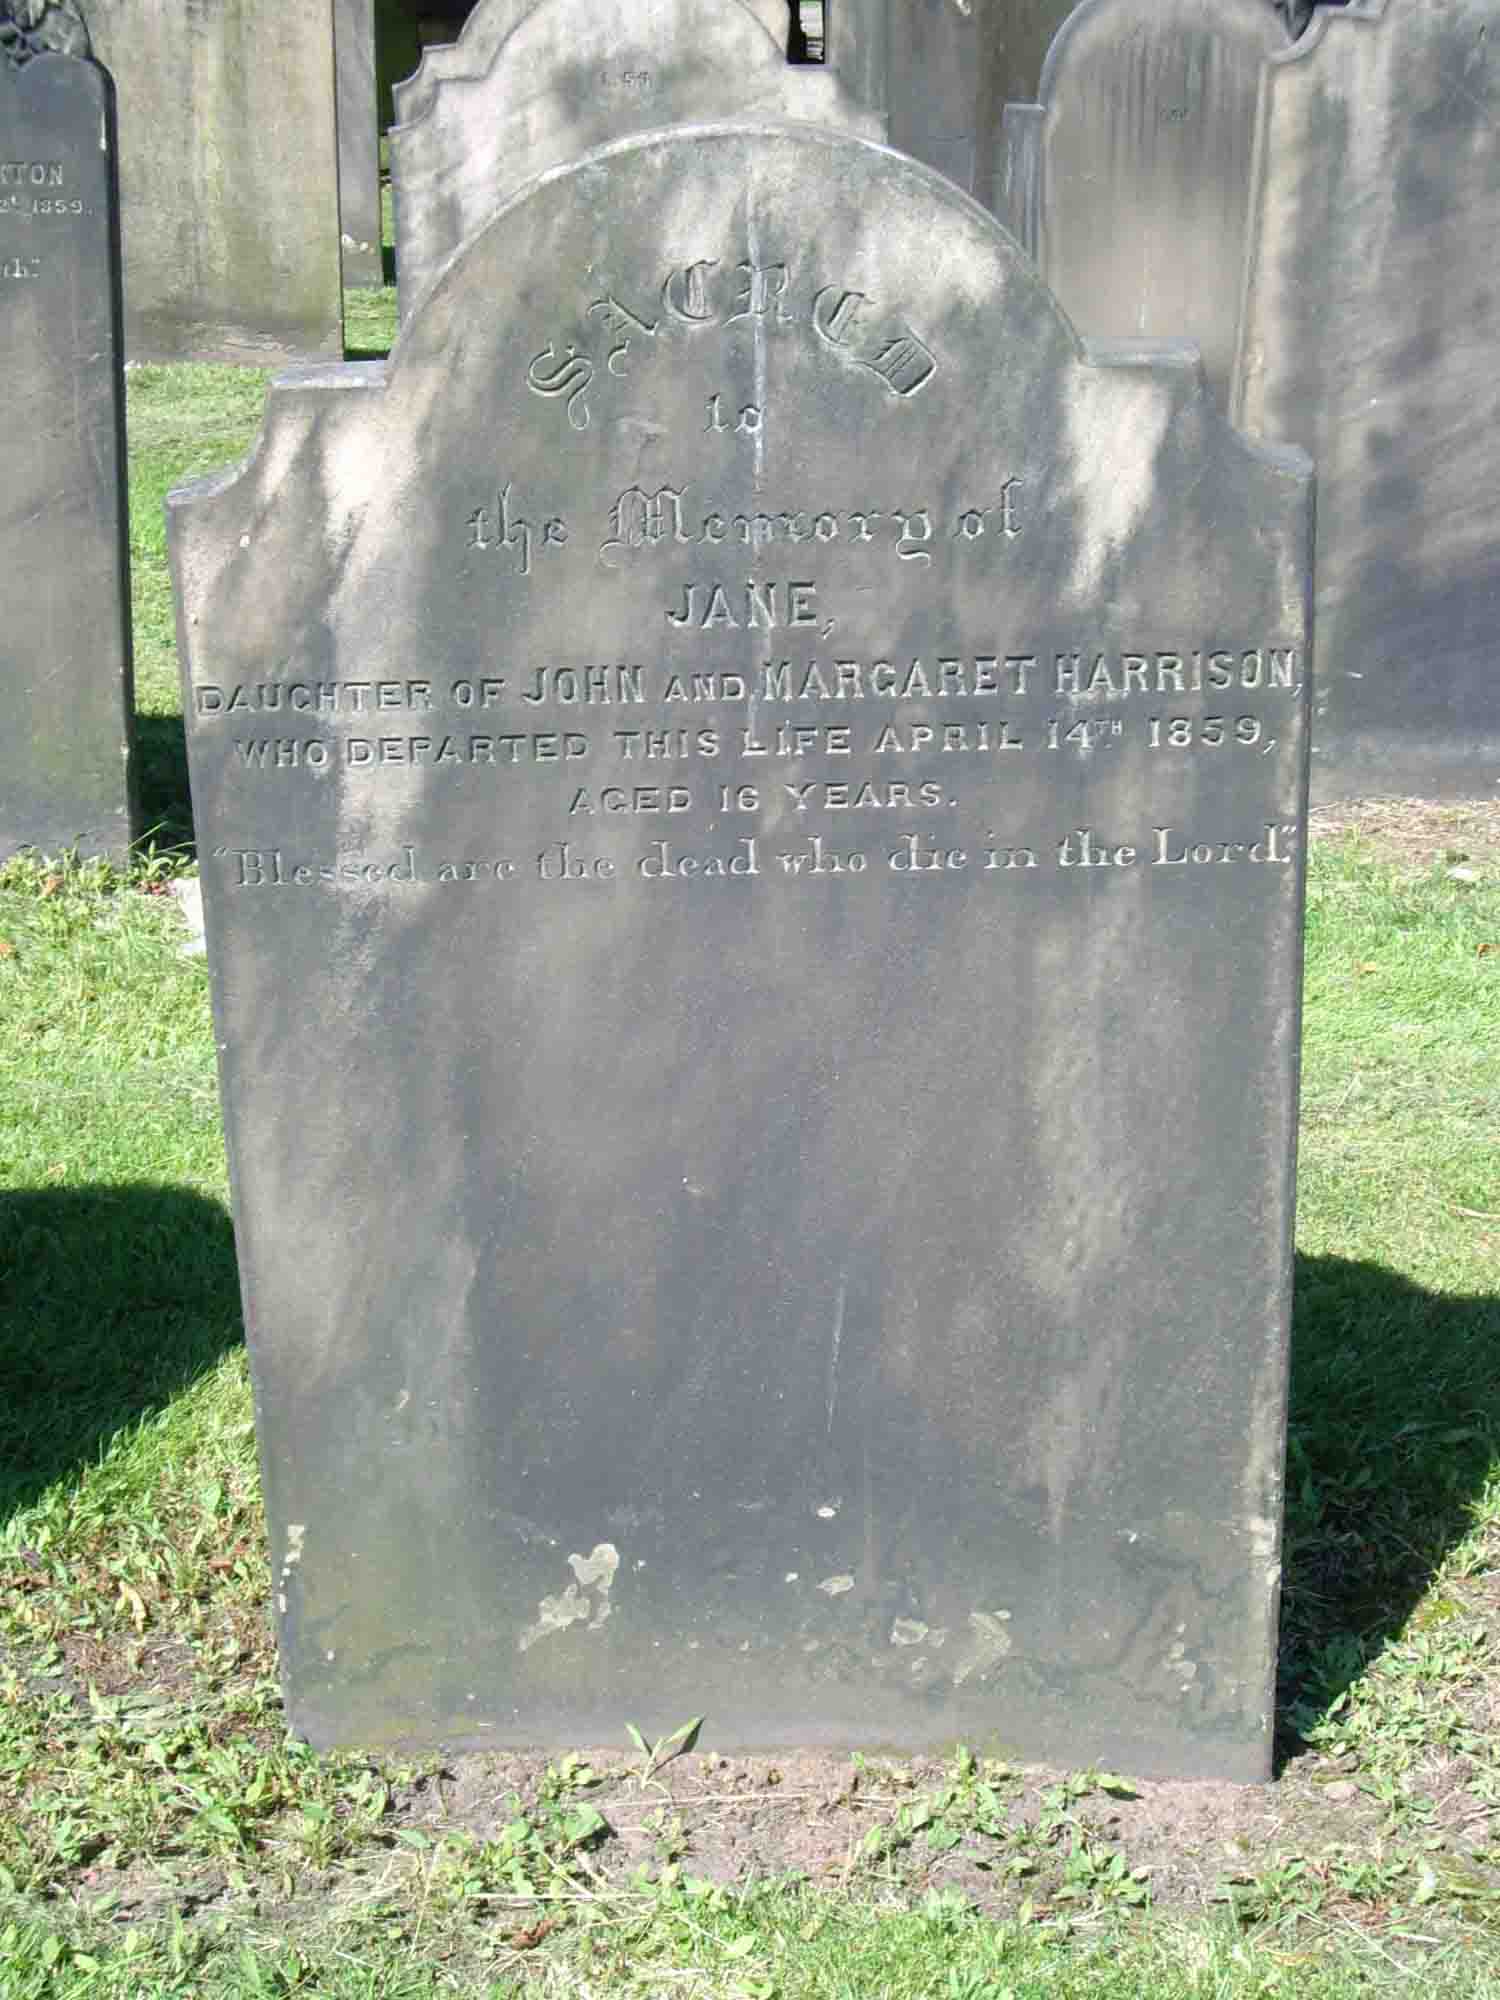 SACRED
to
the Memory of
JANE,
DAUGHTER OF JOHN AND MARGARET HARRISON,
WHO DEPARTED THIS LIFE APRIL 14TH 1859,
AGED 16 YEARS.
"Blessed are the dead who die in the Lord."
1859.